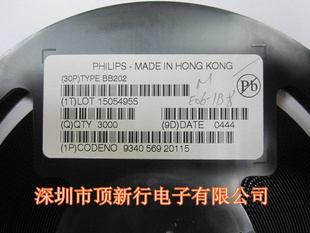 PHILIPS - MADE IN HONG KONG
(30P)TYPE BB202
M
(1T)LOT 15054955
Pb
(Q)QTY 3000
(9D)DATE 0444
(1P)CODENO 9340 569 20115
深圳市顶新行电子有限公司